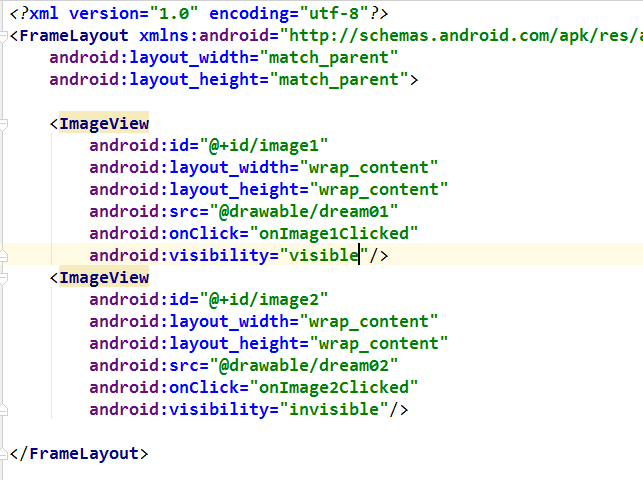 <?xml version="1.0" encoding="utf-8"?>
<FrameLayout xmlns:android="http://schemas.android.com/apk/res/a
    android:layout_width="match_parent"
    android:layout_height="match_parent">

    <ImageView
        android:id="@+id/image1"
        android:layout_width="wrap_content"
        android:layout_height="wrap_content"
        android:src="@drawable/dream01"
        android:onClick="onImage1Clicked"
        android:visibility="visible"/>
    <ImageView
        android:id="@+id/image2"
        android:layout_width="wrap_content"
        android:layout_height="wrap_content"
        android:src="@drawable/dream02"
        android:onClick="onImage2Clicked"
        android:visibility="invisible"/>

</FrameLayout>